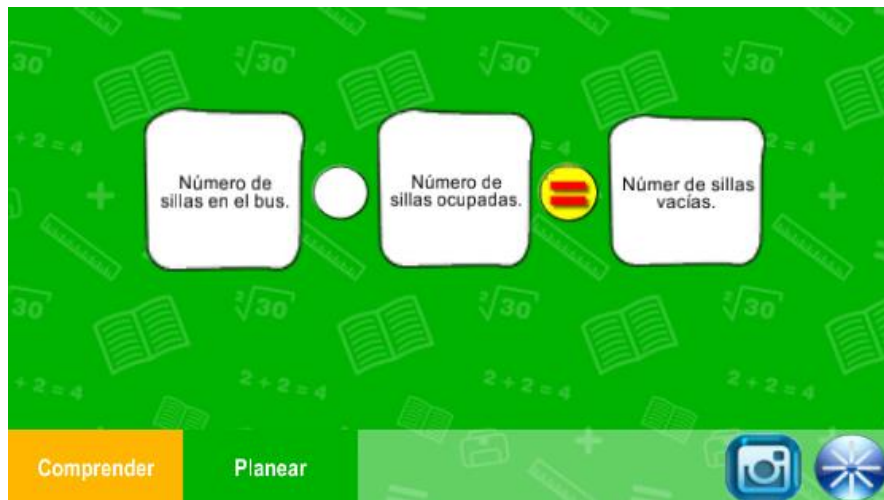 Número de
sillas en el bus.
Número de
sillas ocupadas.
=
Númer de sillas
vacías.
Comprender
Planear